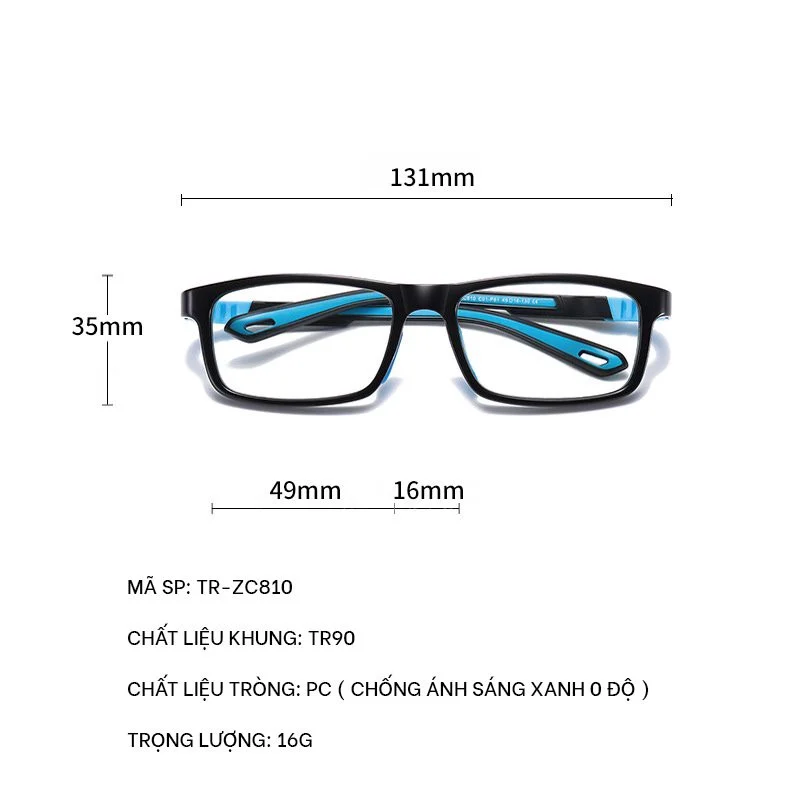 131mm
35mm
49mm
16mm
MÃ SP: TR-ZC810
CHẤT LIỆU KHUNG: TR90
CHẤT LIỆU TRÒNG: PC ( CHỐNG ÁNH SÁNG XANH 0 ĐỘ )
TRỌNG LƯỢNG: 16G